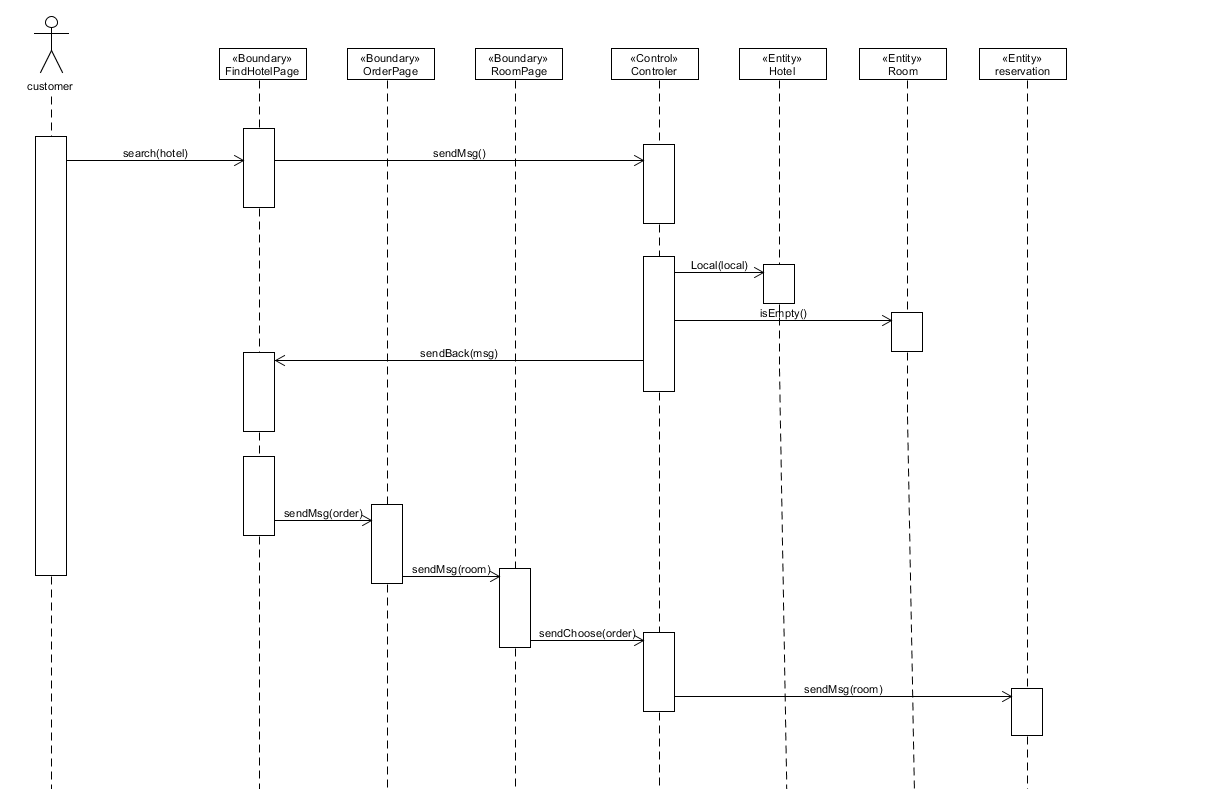 customer
«Boundary»
FindHotelPage
«Boundary»
OrderPage
«Boundary»
RoomPage
«Control»
Controler
«Entity»
Hotel
«Entity»
Room
«Entity»
reservation
search(hotel)
sendMsg()
Local(local)
isEmpty()
sendBack(msg)
sendMsg(order)
sendMsg(room)
sendChoose(order)
sendMsg(room)